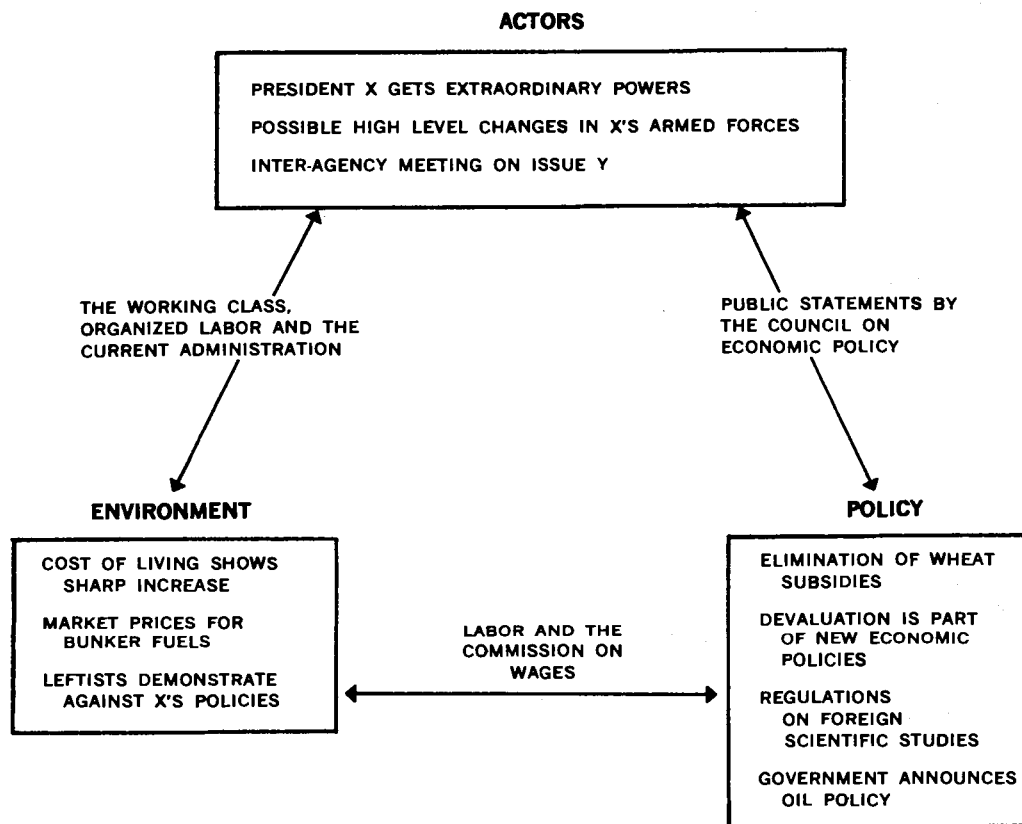 ACTORS
PRESIDENT X GETS EXTRAORDINARY POWERS
POSSIBLE HIGH LEVEL CHANGES IN X'S ARMED FORCES
INTER-AGENCY MEETING ON ISSUE Y
THE WORKING CLASS,
ORGANIZED LABOR AND THE
CURRENT ADMINISTRATION
PUBLIC STATEMENTS BY
THE COUNCIL ON
ECONOMIC POLICY
ENVIRONMENT
COST OF LIVING SHOWS
SHARP INCREASE
MARKET PRICES FOR
BUNKER FUELS
LEFTISTS DEMONSTRATE
AGAINST X'S POLICIES
LABOR AND THE
COMMISSION ON
WAGES
POLICY
ELIMINATION OF WHEAT
SUBSIDIES
DEVALUATION IS PART
OF NEW ECONOMIC
POLICIES
REGULATIONS
ON FOREIGN
SCIENTIFIC STUDIES
GOVERNMENT ANNOUNCES
OIL POLICY